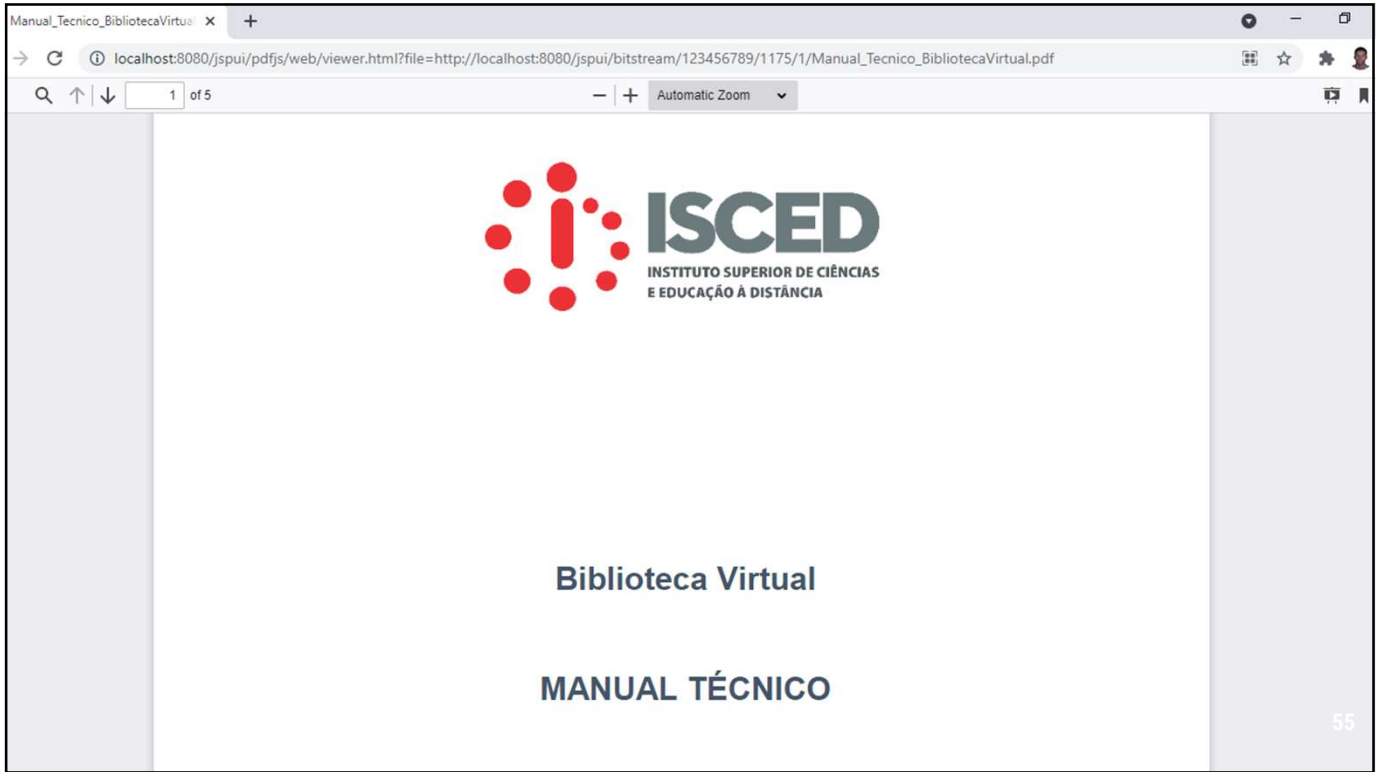 Manual_Tecnico_BibliotecaVirtua
localhost:8080/jspui/pdfjs/web/viewer.html?file=http://localhost:8080/jspui/bitstream/123456789/1175/1/Manual_Tecnico_BibliotecaVirtual.pdf
1 of 5 Automatic Zoom
ISCED
INSTITUTO SUPERIOR DE CIÊNCIAS
E EDUCAÇÃO À DISTÂNCIA
Biblioteca Virtual
MANUAL TÉCNICO
55